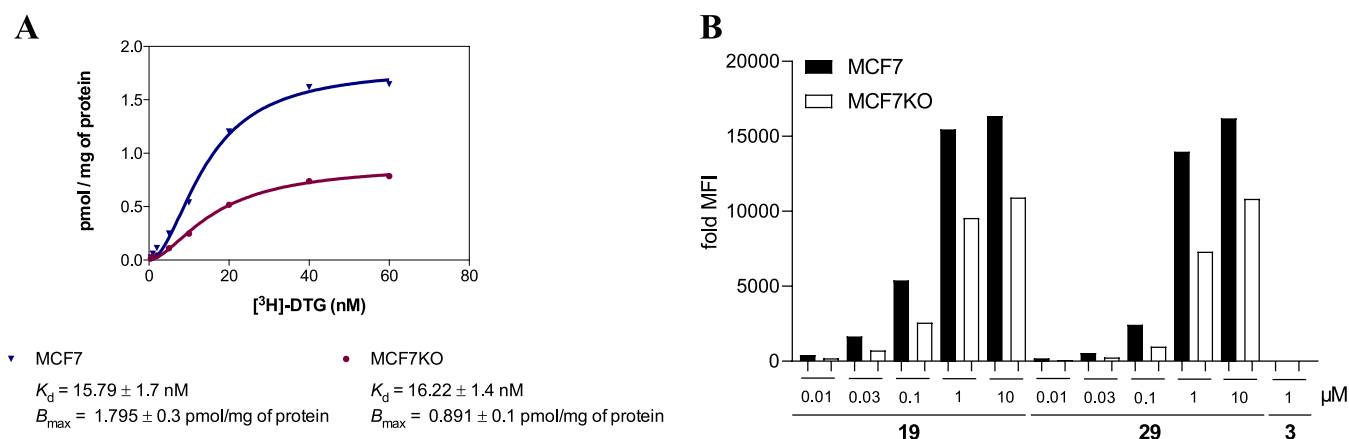 A
2.0
1.5
1.0
0.5
0.0
pmol / mg of protein
0 20 40 60 80
[³H]-DTG (nM)
MCF7
K_d = 15.79 ± 1.7 nM
B_max = 1.795 ± 0.3 pmol/mg of protein
MCF7KO
K_d = 16.22 ± 1.4 nM
B_max = 0.891 ± 0.1 pmol/mg of protein
B
MCF7
MCF7KO
20000
15000
10000
5000
0
fold MFI
0.01 0.03 0.1 1 10 0.01 0.03 0.1 1 10 1 µM
19 29 3